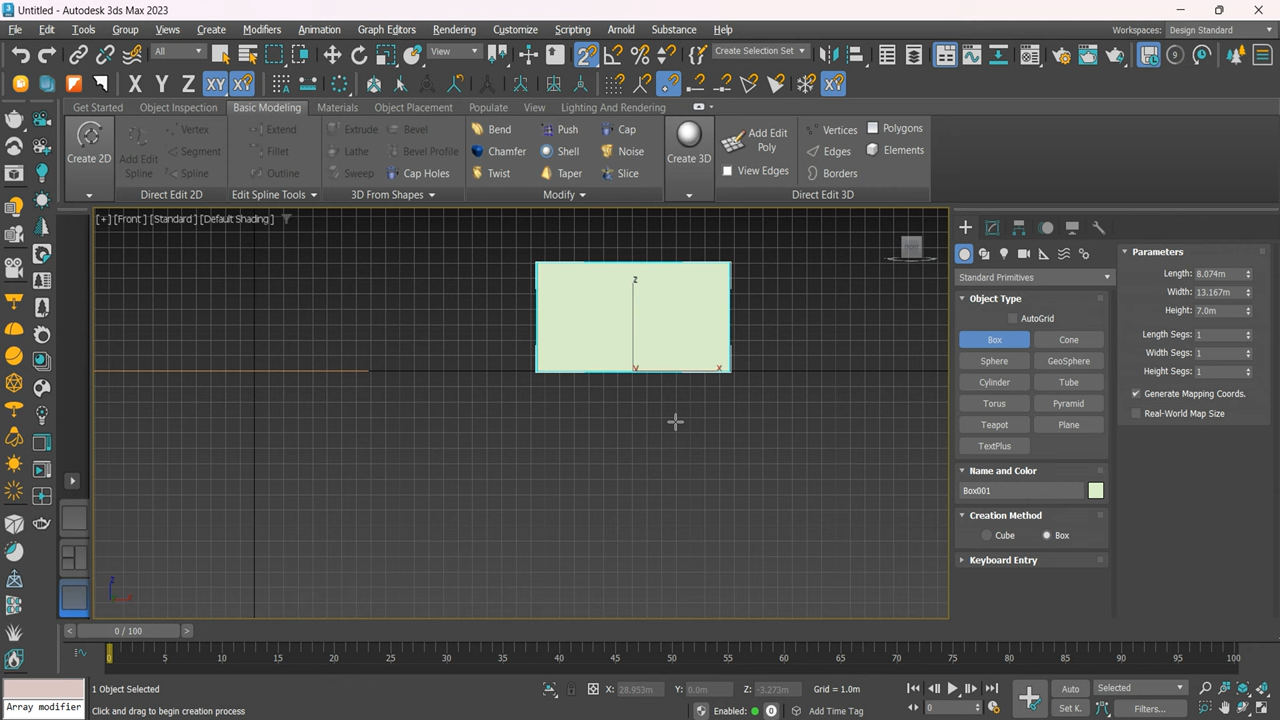 Untitled - Autodesk 3ds Max 2023
File Edit Tools Group Views Create Modifiers Animation Graph Editors Rendering Customize Scripting Arnold Substance Help Workspaces: Design Standard
All View Create Selection Set
X Y Z XY XY
Get Started Object Inspection Basic Modeling Materials Object Placement Populate View Lighting And Rendering
Create 2D Add Edit Spline Vertex Segment Spline Extend Fillet Outline Extrude Bevel Lathe Bevel Profile Sweep Cap Holes
Bend Push Cap Chamfer Shell Noise Twist Taper Slice
Create 3D Add Edit Poly View Edges Vertices Polygons Edges Elements Borders
Direct Edit 2D Edit Spline Tools 3D From Shapes Modify Direct Edit 3D
[+] [Front ] [Standard ] [Default Shading ]
z
x
z
x
Standard Primitives
Object Type
AutoGrid
Box Cone
Sphere GeoSphere
Cylinder Tube
Torus Pyramid
Teapot Plane
TextPlus
Name and Color
Box001
Creation Method
Cube Box
Keyboard Entry
Parameters
Length: 8.074m
Width: 13.167m
Height: 7.0m
Length Segs: 1
Width Segs: 1
Height Segs: 1
Generate Mapping Coords.
Real-World Map Size
< 0 / 100 >
0 5 10 15 20 25 30 35 40 45 50 55 60 65 70 75 80 85 90 95 100
1 Object Selected X: 28.953m Y: 0.0m Z: -3.273m Grid = 1.0m Auto Selected
Array modifier Click and drag to begin creation process Enabled: 0 Add Time Tag 0 Set K. Filters...